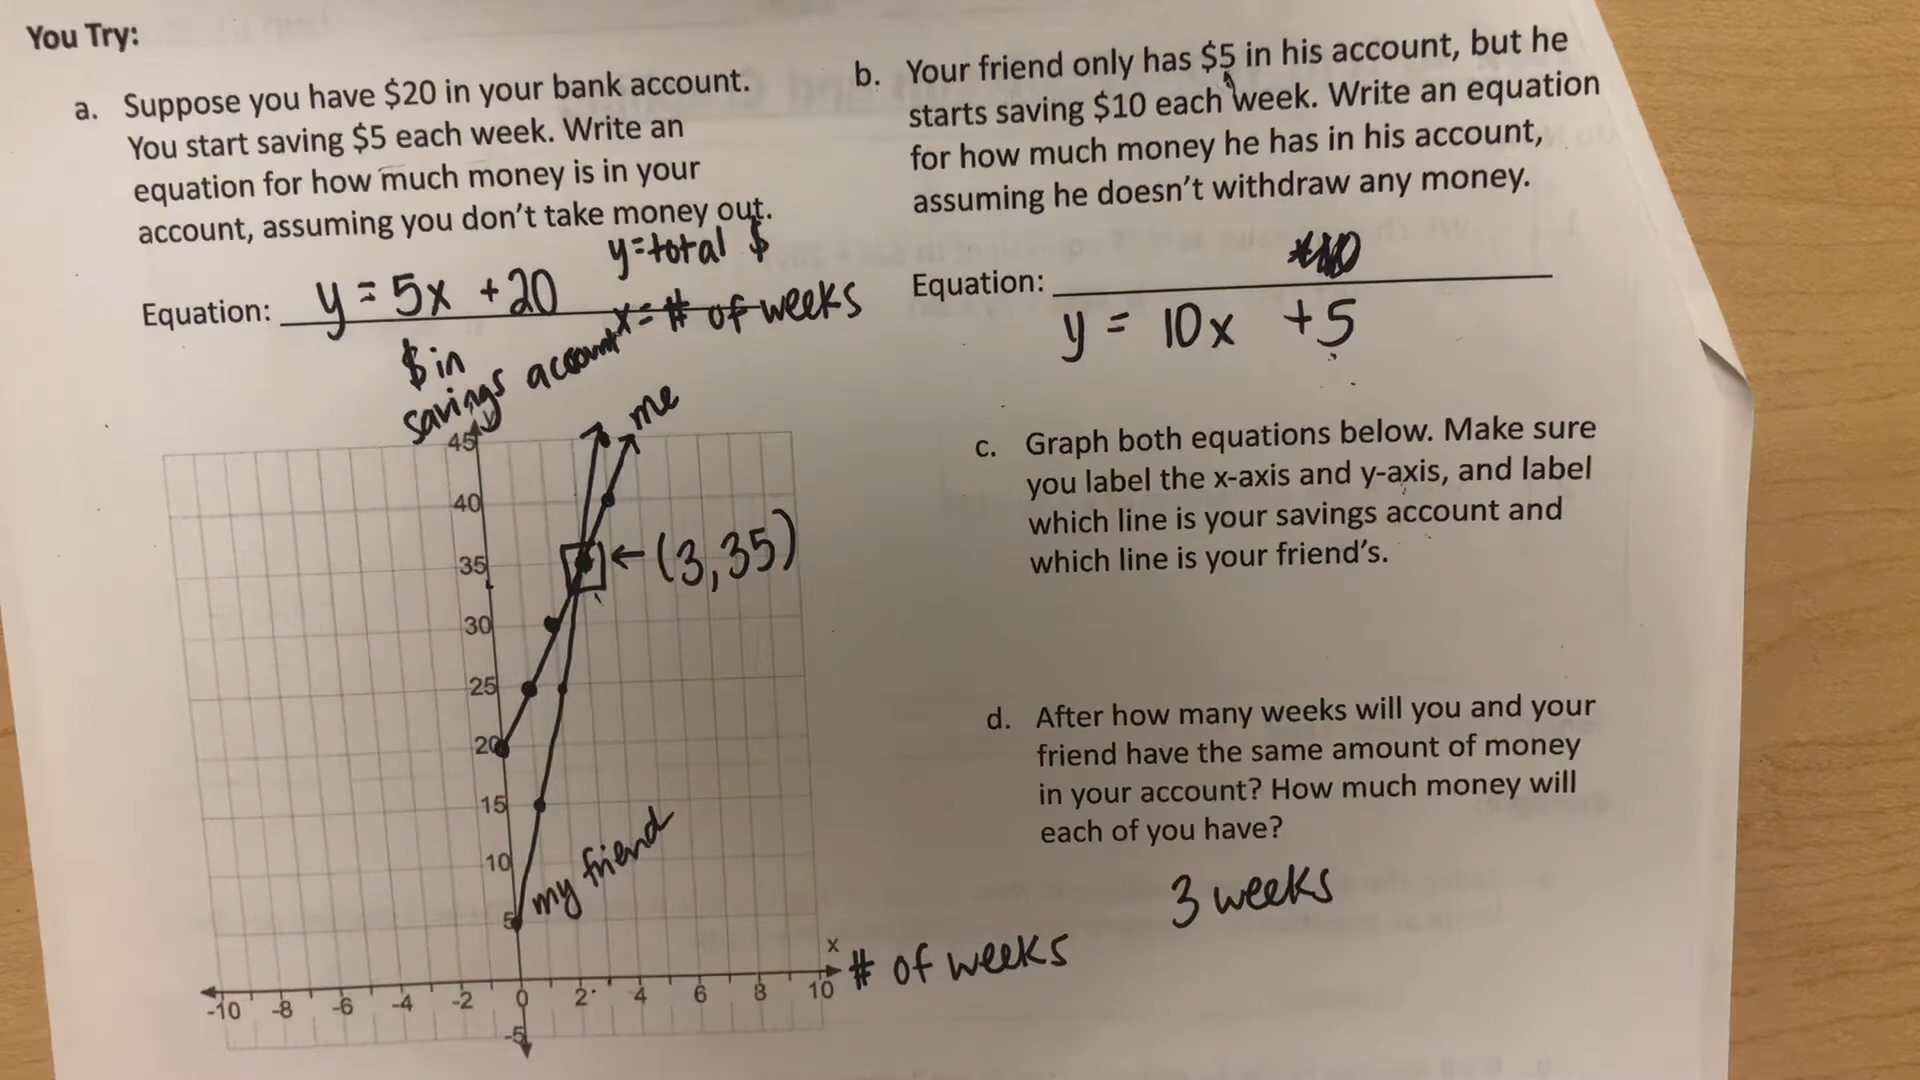 You Try:
a. Suppose you have $20 in your bank account.
You start saving $5 each week. Write an
equation for how much money is in your
account, assuming you don't take money out.
y=total $
x=# of weeks
Equation: y = 5x +20
b. Your friend only has $5 in his account, but he
starts saving $10 each week. Write an equation
for how much money he has in his account,
assuming he doesn't withdraw any money.
Equation:
y = 10x +5
$ in
savings account
me
45
40
35
30
25
20
15
10
5
-5
← (3,35)
my friend
x
# of weeks
-10 -8 -6 -4 -2 0 2 4 6 8 10
c. Graph both equations below. Make sure
you label the x-axis and y-axis, and label
which line is your savings account and
which line is your friend's.
d. After how many weeks will you and your
friend have the same amount of money
in your account? How much money will
each of you have?
3 weeks